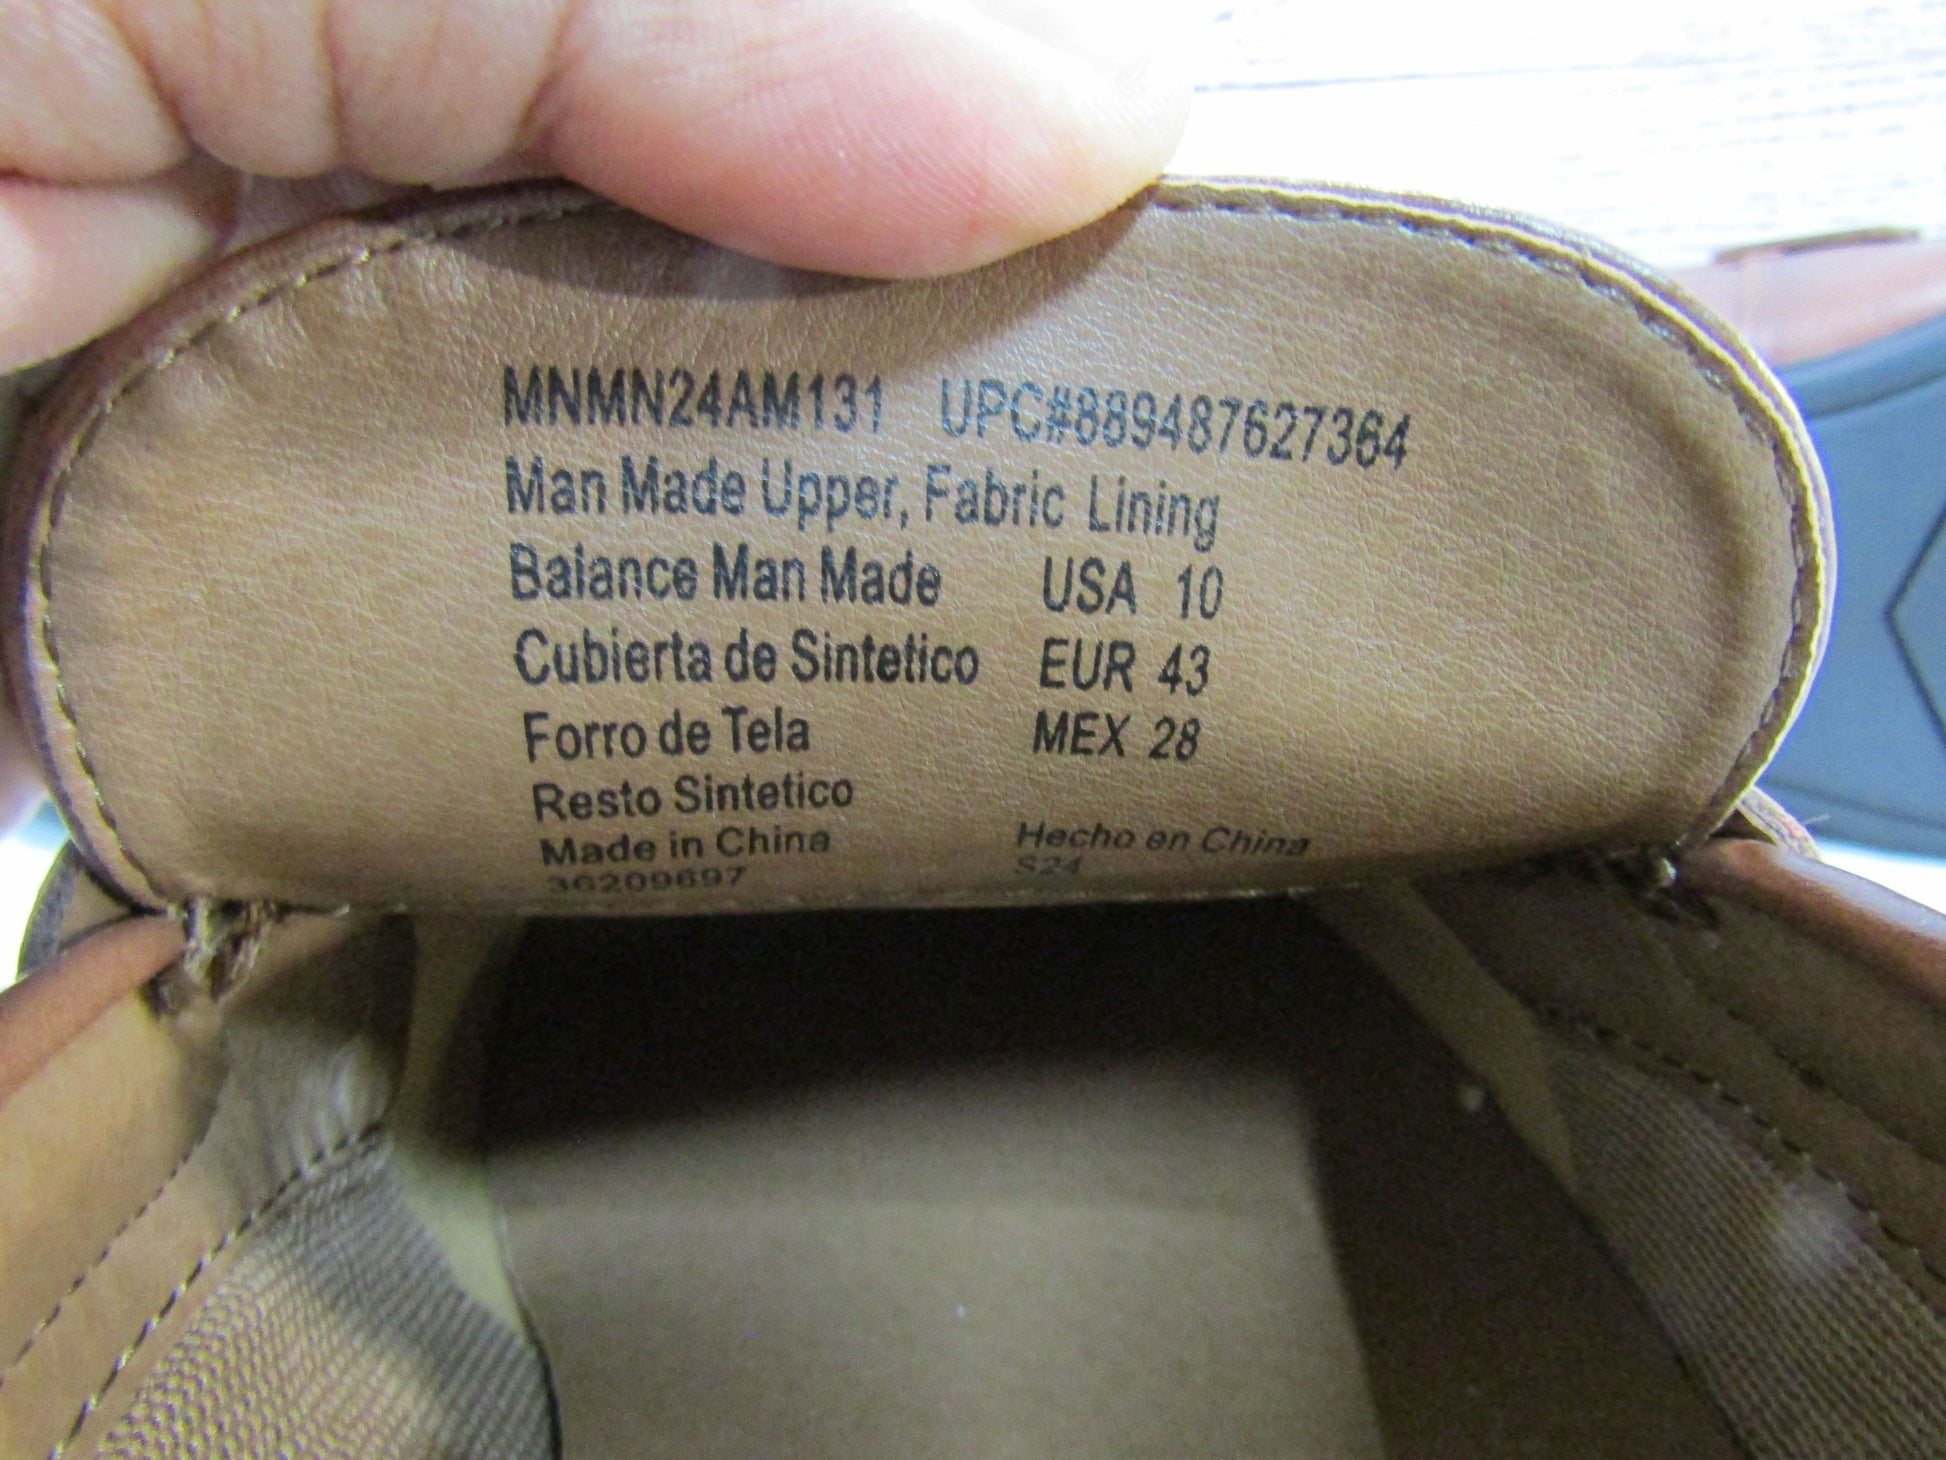 MNMN24AM131 UPC#889487627364
Man Made Upper, Fabric Lining
Balance Man Made USA 10
Cubierta de Sintetico EUR 43
Forro de Tela MEX 28
Resto Sintetico
Made in China Hecho en China
36209697 S24